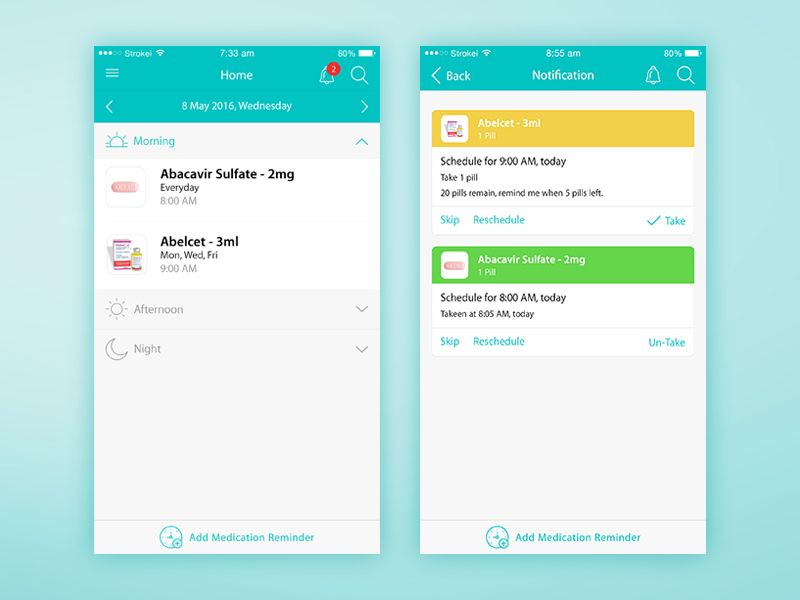 Strokei 7:33 am 80%
Home
2
8 May 2016, Wednesday
Morning
Abacavir Sulfate - 2mg
Everyday
8:00 AM
Abelcet - 3ml
Mon, Wed, Fri
9:00 AM
Afternoon
Night
Add Medication Reminder
Strokei 8:55 am 80%
Back Notification
Abelcet - 3ml
1 Pill
Schedule for 9:00 AM, today
Take 1 pill
20 pills remain, remind me when 5 pills left.
Skip Reschedule Take
Abacavir Sulfate - 2mg
1 Pill
Schedule for 8:00 AM, today
Takeen at 8:05 AM, today
Skip Reschedule Un-Take
Add Medication Reminder